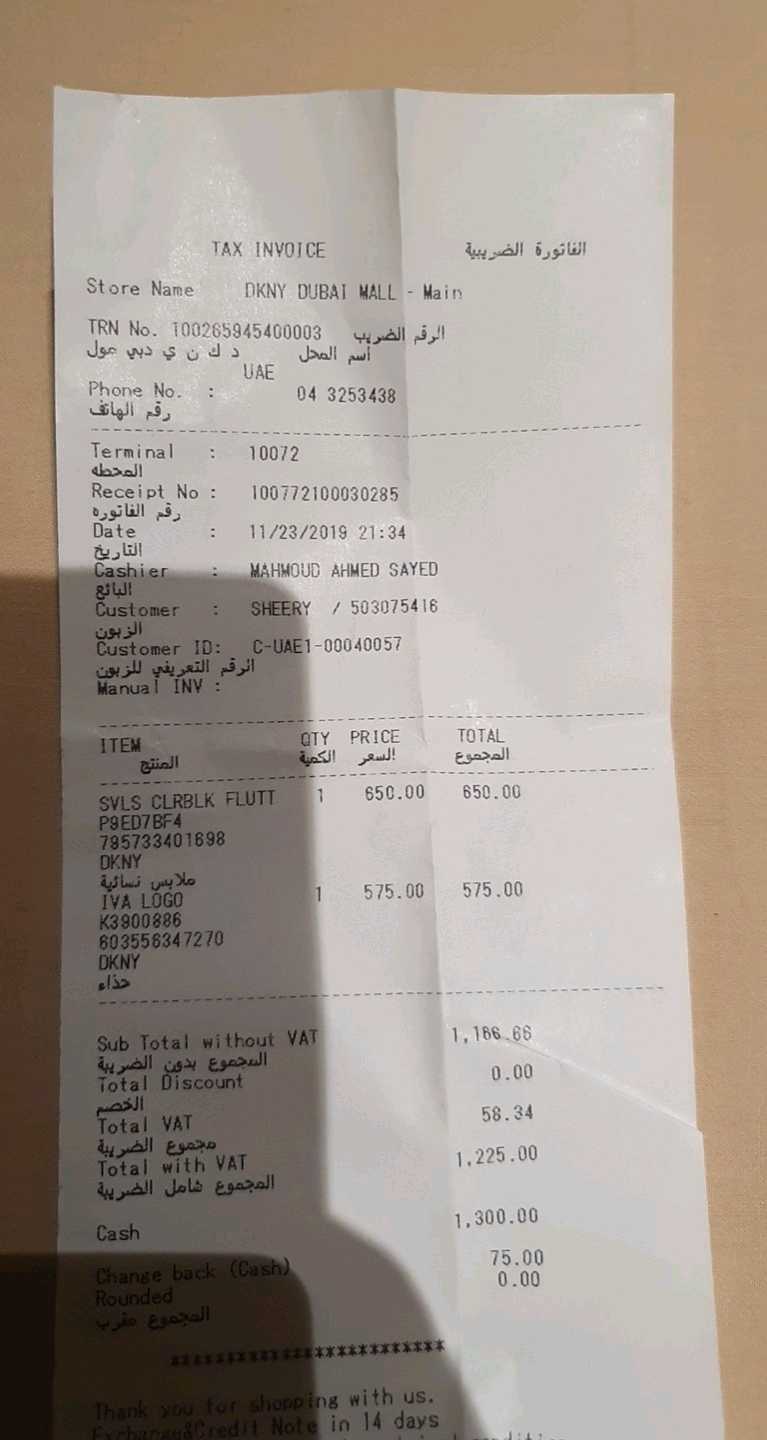 TAX INVOICE الفاتورة الضريبية
Store Name DKNY DUBAI MALL - Main
TRN No. 100265945400003 الرقم الضريب
د ك ن ي دبي مول أسم المحل
UAE
Phone No. : 04 3253438
رقم الهاتف
Terminal : 10072
المحطه
Receipt No : 100772100030285
رقم الفاتوره
Date : 11/23/2019 21:34
التاريخ
Cashier : MAHMOUD AHMED SAYED
البائع
Customer : SHEERY / 503075416
الزبون
Customer ID: C-UAE1-00040057
الرقم التعريفي للزبون
Manual INV :
ITEM QTY PRICE TOTAL
المنتج الكمية السعر المجموع
SVLS CLRBLK FLUTT 1 650.00 650.00
P9ED7BF4
795733401698
DKNY
ملابس نسائية
IVA LOGO 1 575.00 575.00
K3900886
603556347270
DKNY
حذاء
Sub Total without VAT 1,166.66
المجموع بدون الضريبة
Total Discount 0.00
الخصم
Total VAT 58.34
مجموع الضريبة
Total with VAT 1,225.00
المجموع شامل الضريبة
Cash 1,300.00
Change back (Cash) 75.00
Rounded 0.00
المجموع مقرب
*************************
Thank you for shopping with us.
Exchange&Credit Note in 14 days